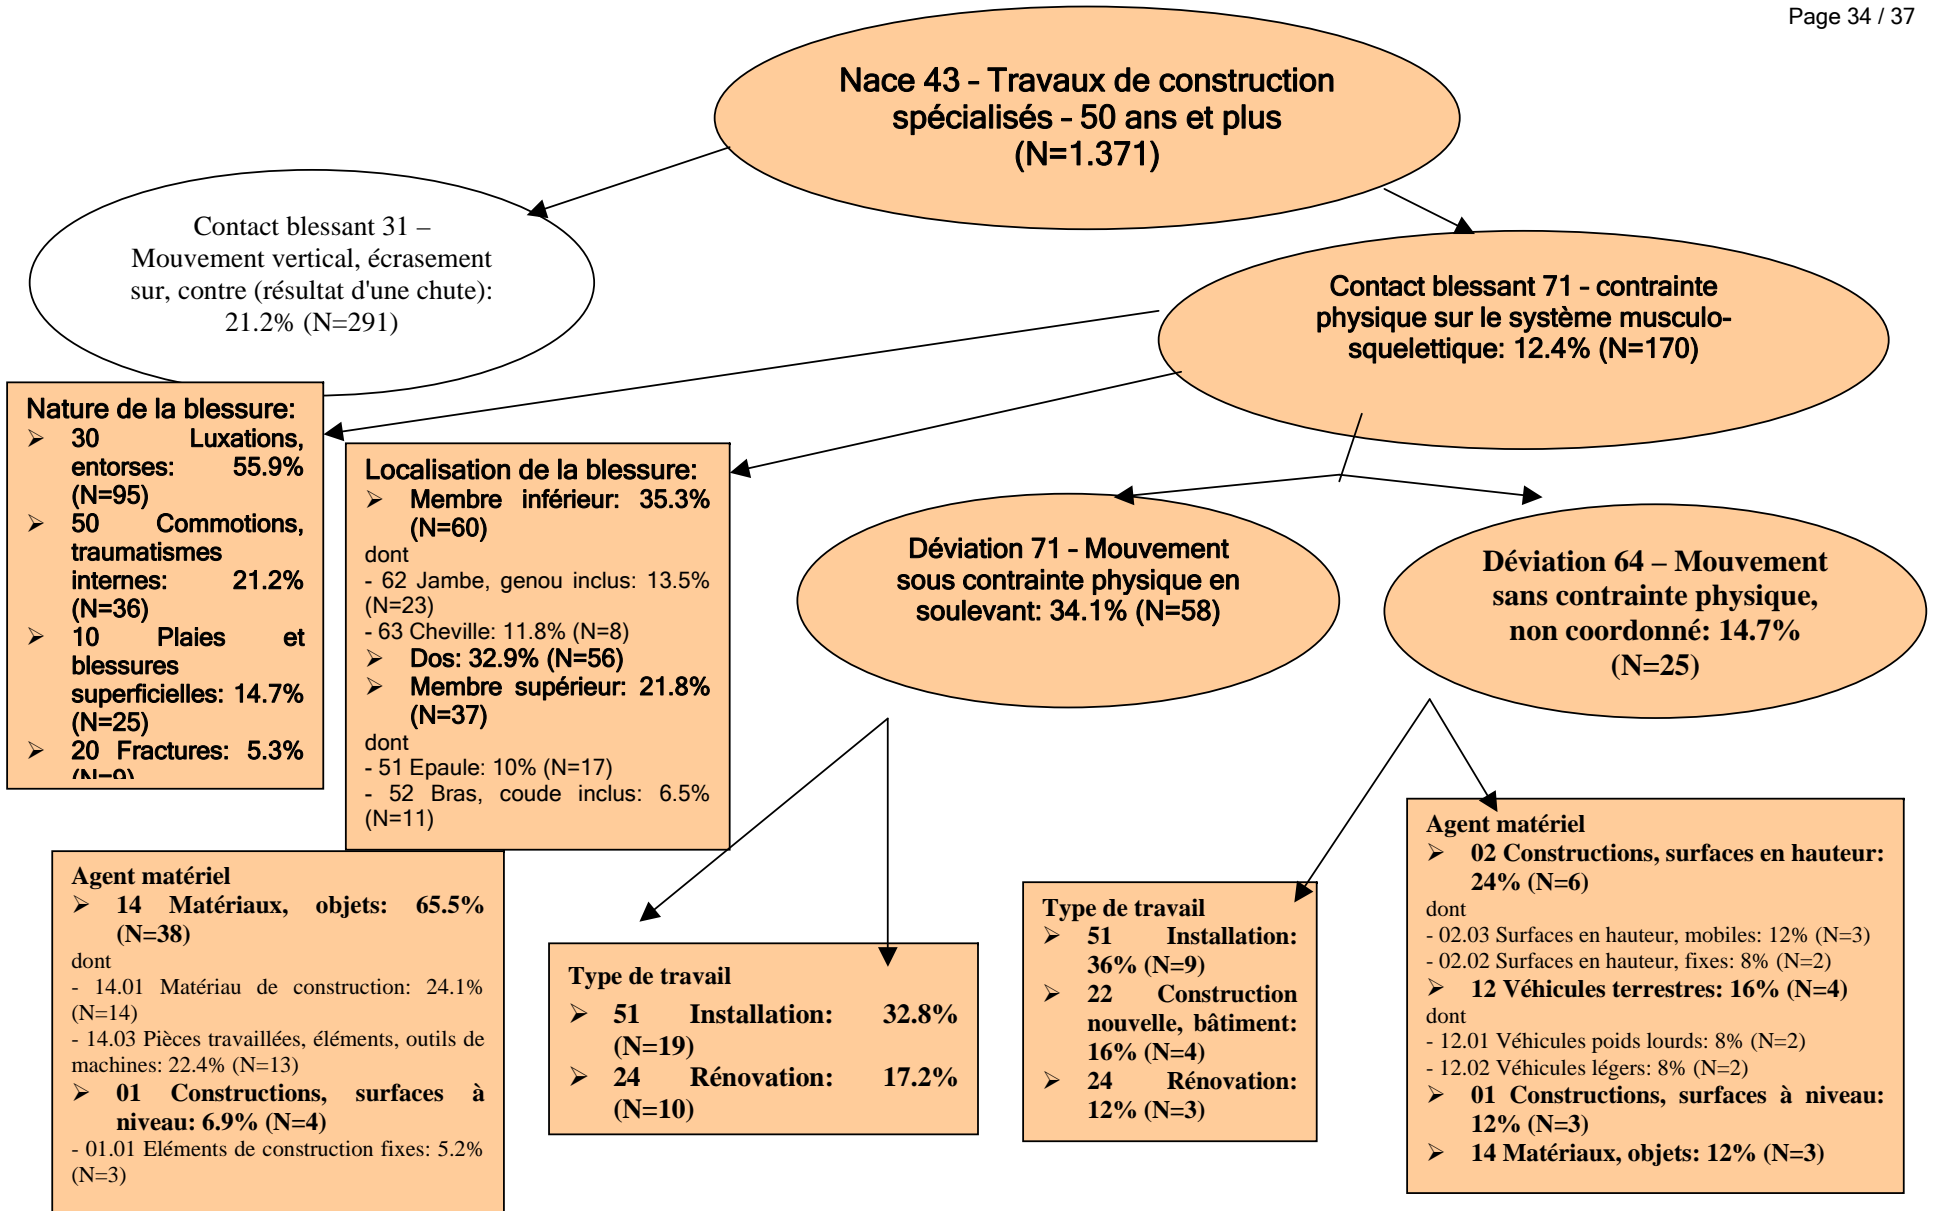 Page 34 / 37
Nace 43 - Travaux de construction
spécialisés - 50 ans et plus
(N=1.371)
Contact blessant 31 –
Mouvement vertical, écrasement
sur, contre (résultat d'une chute):
21.2% (N=291)
Contact blessant 71 - contrainte
physique sur le système musculo-
squelettique: 12.4% (N=170)
Nature de la blessure:
➢ 30 Luxations,
entorses: 55.9%
(N=95)
➢ 50 Commotions,
traumatismes
internes: 21.2%
(N=36)
➢ 10 Plaies et
blessures
superficielles: 14.7%
(N=25)
➢ 20 Fractures: 5.3%
(N=9)
Localisation de la blessure:
➢ Membre inférieur: 35.3%
(N=60)
dont
- 62 Jambe, genou inclus: 13.5%
(N=23)
- 63 Cheville: 11.8% (N=8)
➢ Dos: 32.9% (N=56)
➢ Membre supérieur: 21.8%
(N=37)
dont
- 51 Epaule: 10% (N=17)
- 52 Bras, coude inclus: 6.5%
(N=11)
Déviation 71 - Mouvement
sous contrainte physique en
soulevant: 34.1% (N=58)
Déviation 64 – Mouvement
sans contrainte physique,
non coordonné: 14.7%
(N=25)
Agent matériel
➢ 14 Matériaux, objets: 65.5%
(N=38)
dont
- 14.01 Matériau de construction: 24.1%
(N=14)
- 14.03 Pièces travaillées, éléments, outils de
machines: 22.4% (N=13)
➢ 01 Constructions, surfaces à
niveau: 6.9% (N=4)
- 01.01 Eléments de construction fixes: 5.2%
(N=3)
Type de travail
➢ 51 Installation: 32.8%
(N=19)
➢ 24 Rénovation: 17.2%
(N=10)
Type de travail
➢ 51 Installation:
36% (N=9)
➢ 22 Construction
nouvelle, bâtiment:
16% (N=4)
➢ 24 Rénovation:
12% (N=3)
Agent matériel
➢ 02 Constructions, surfaces en hauteur:
24% (N=6)
dont
- 02.03 Surfaces en hauteur, mobiles: 12% (N=3)
- 02.02 Surfaces en hauteur, fixes: 8% (N=2)
➢ 12 Véhicules terrestres: 16% (N=4)
dont
- 12.01 Véhicules poids lourds: 8% (N=2)
- 12.02 Véhicules légers: 8% (N=2)
➢ 01 Constructions, surfaces à niveau:
12% (N=3)
➢ 14 Matériaux, objets: 12% (N=3)